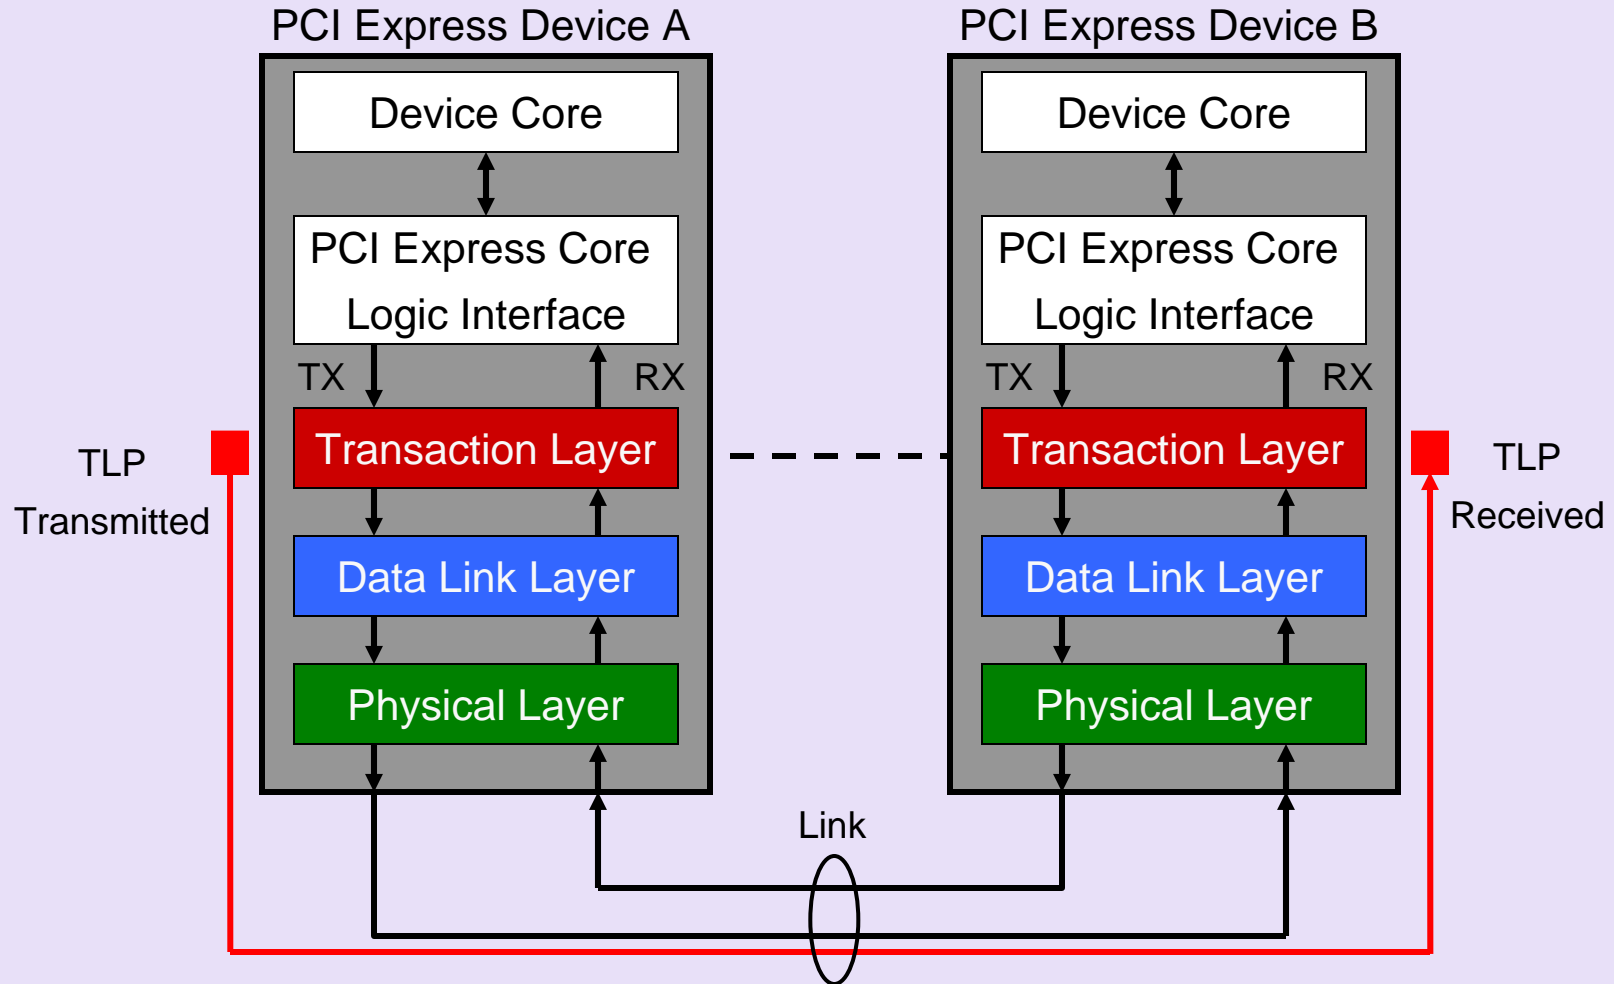 PCI Express Device A
PCI Express Device B
Device Core
Device Core
PCI Express Core
Logic Interface
PCI Express Core
Logic Interface
TX
RX
TX
RX
Transaction Layer
Transaction Layer
TLP
Transmitted
TLP
Received
Data Link Layer
Data Link Layer
Physical Layer
Physical Layer
Link